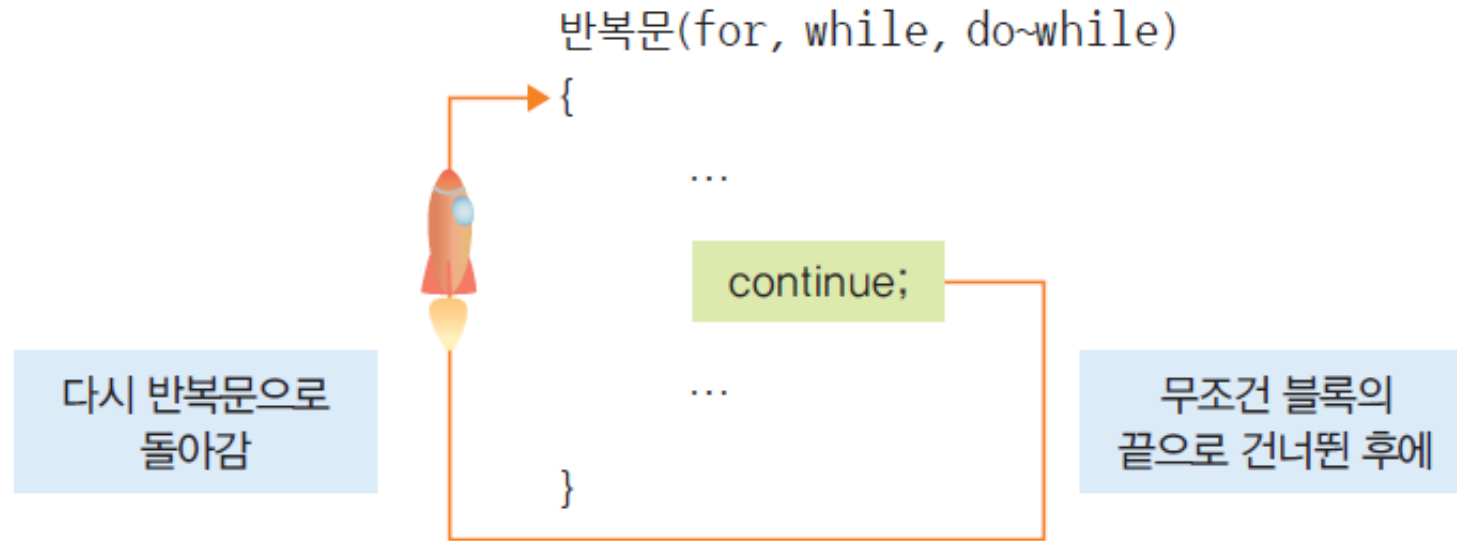 반복문(for, while, do~while)
{
…
continue;
다시 반복문으로
돌아감
…
무조건 블록의
끝으로 건너뛴 후에
}